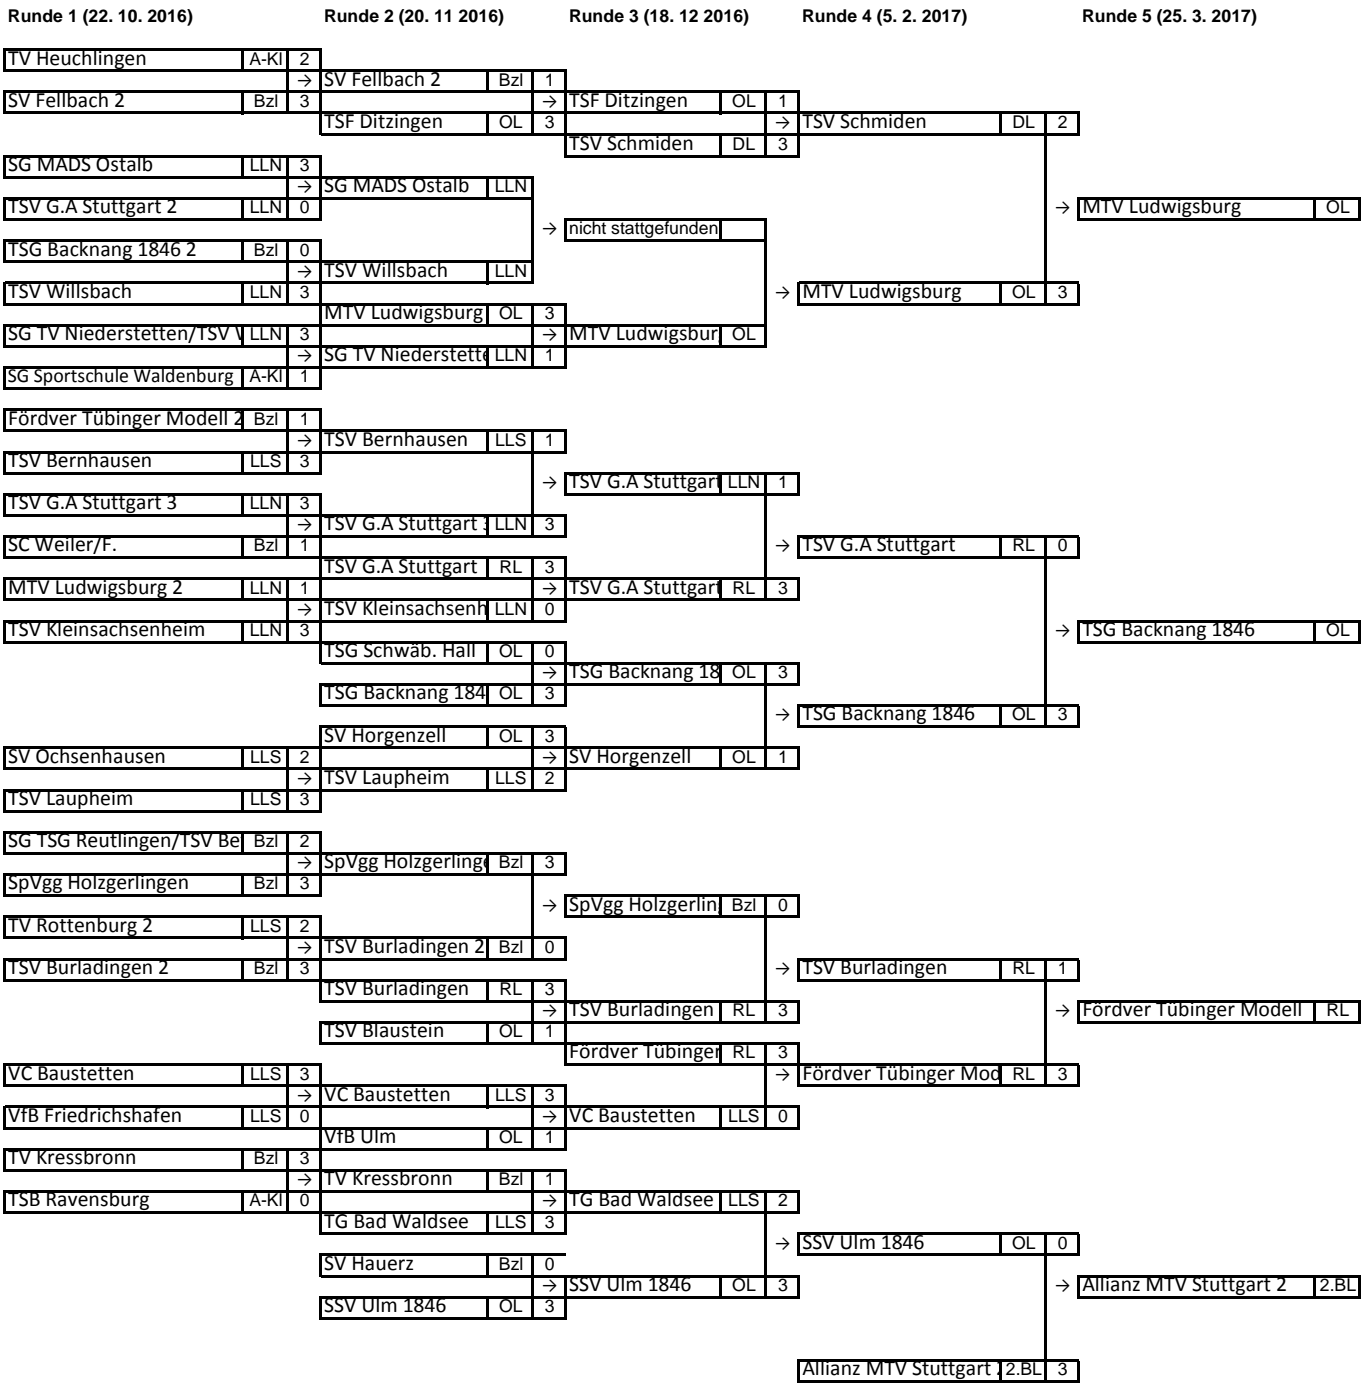 Runde 1 (22. 10. 2016) Runde 2 (20. 11 2016) Runde 3 (18. 12 2016) Runde 4 (5. 2. 2017) Runde 5 (25. 3. 2017)
TV Heuchlingen A-Kl 2
→ SV Fellbach 2 Bzl 1
SV Fellbach 2 Bzl 3 → TSF Ditzingen OL 1
TSF Ditzingen OL 3 → TSV Schmiden DL 2
TSV Schmiden DL 3
SG MADS Ostalb LLN 3
→ SG MADS Ostalb LLN
TSV G.A Stuttgart 2 LLN 0 → MTV Ludwigsburg OL
→ nicht stattgefunden
TSG Backnang 1846 2 Bzl 0
→ TSV Willsbach LLN
TSV Willsbach LLN 3 → MTV Ludwigsburg OL 3
MTV Ludwigsburg OL 3
SG TV Niederstetten/TSV LLN 3 → MTV Ludwigsbur OL
→ SG TV Niederstett LLN 1
SG Sportschule Waldenburg A-Kl 1
Fördver Tübinger Modell 2 Bzl 1
→ TSV Bernhausen LLS 1
TSV Bernhausen LLS 3
→ TSV G.A Stuttgart LLN 1
TSV G.A Stuttgart 3 LLN 3
→ TSV G.A Stuttgart 3 LLN 3
SC Weiler/F. Bzl 1 → TSV G.A Stuttgart RL 0
TSV G.A Stuttgart RL 3
MTV Ludwigsburg 2 LLN 1 → TSV G.A Stuttgart RL 3
→ TSV Kleinsachsenh LLN 0
TSV Kleinsachsenheim LLN 3 → TSG Backnang 1846 OL
TSG Schwäb. Hall OL 0
→ TSG Backnang 18 OL 3
TSG Backnang 184 OL 3
→ TSG Backnang 1846 OL 3
SV Horgenzell OL 3
SV Ochsenhausen LLS 2 → SV Horgenzell OL 1
→ TSV Laupheim LLS 2
TSV Laupheim LLS 3
SG TSG Reutlingen/TSV Be Bzl 2
→ SpVgg Holzgerlinge Bzl 3
SpVgg Holzgerlingen Bzl 3
→ SpVgg Holzgerlin Bzl 0
TV Rottenburg 2 LLS 2
→ TSV Burladingen 2 Bzl 0
TSV Burladingen 2 Bzl 3 → TSV Burladingen RL 1
TSV Burladingen RL 3
→ TSV Burladingen RL 3 → Fördver Tübinger Modell RL
TSV Blaustein OL 1
Fördver Tübinger RL 3
VC Baustetten LLS 3 → Fördver Tübinger Mod RL 3
→ VC Baustetten LLS 3
VfB Friedrichshafen LLS 0 → VC Baustetten LLS 0
VfB Ulm OL 1
TV Kressbronn Bzl 3
→ TV Kressbronn Bzl 1
TSB Ravensburg A-Kl 0 → TG Bad Waldsee LLS 2
TG Bad Waldsee LLS 3
→ SSV Ulm 1846 OL 0
SV Hauerz Bzl 0
→ SSV Ulm 1846 OL 3 → Allianz MTV Stuttgart 2 2.BL
SSV Ulm 1846 OL 3
Allianz MTV Stuttgart 2.BL 3